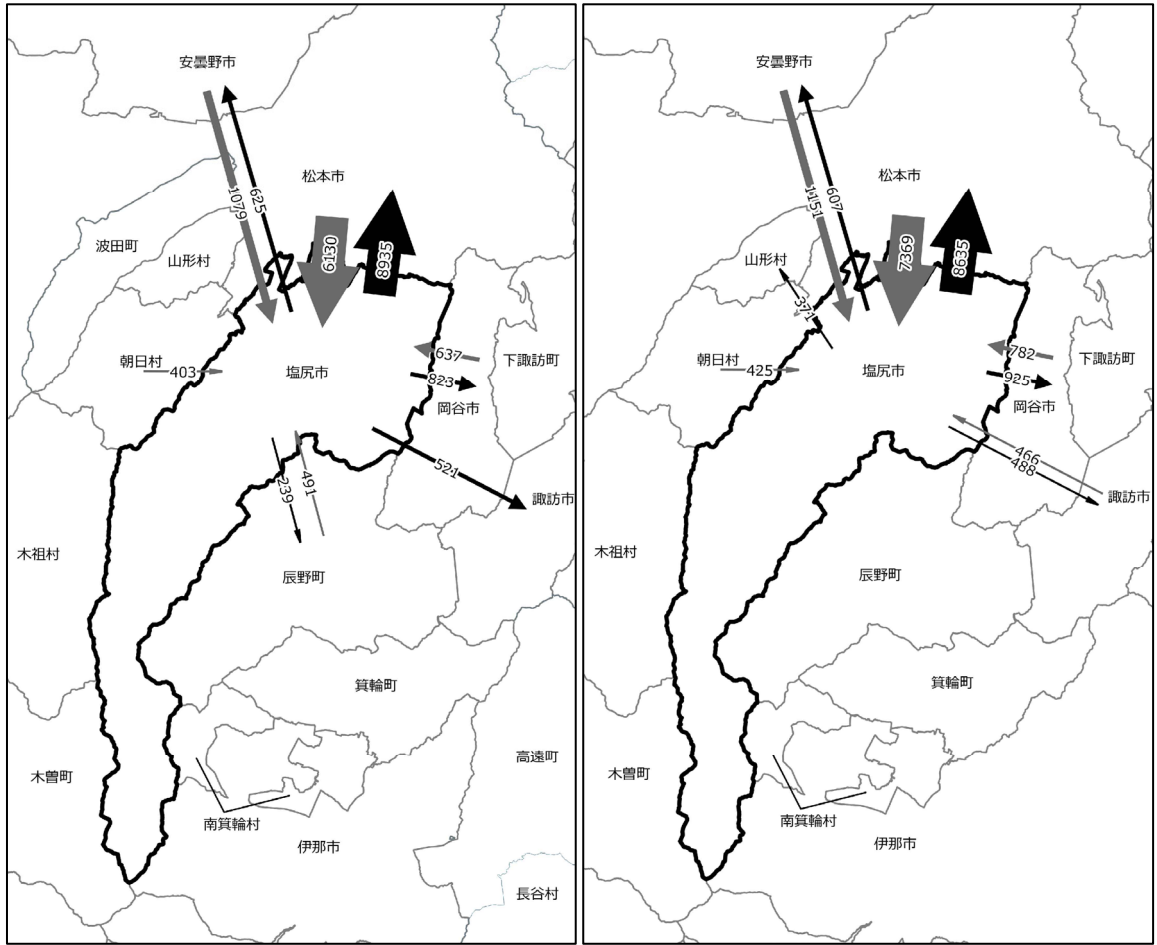 安曇野市
松本市
1079
625
波田町
山形村
6130
8935
朝日村
403
塩尻市
637
823
下諏訪町
岡谷市
521
諏訪市
239
491
木祖村
辰野町
箕輪町
高遠町
木曽町
南箕輪村
伊那市
長谷村
安曇野市
松本市
1151
607
山形村
371
7369
8635
朝日村
425
塩尻市
782
925
下諏訪町
岡谷市
466
488
諏訪市
木祖村
辰野町
箕輪町
木曽町
南箕輪村
伊那市